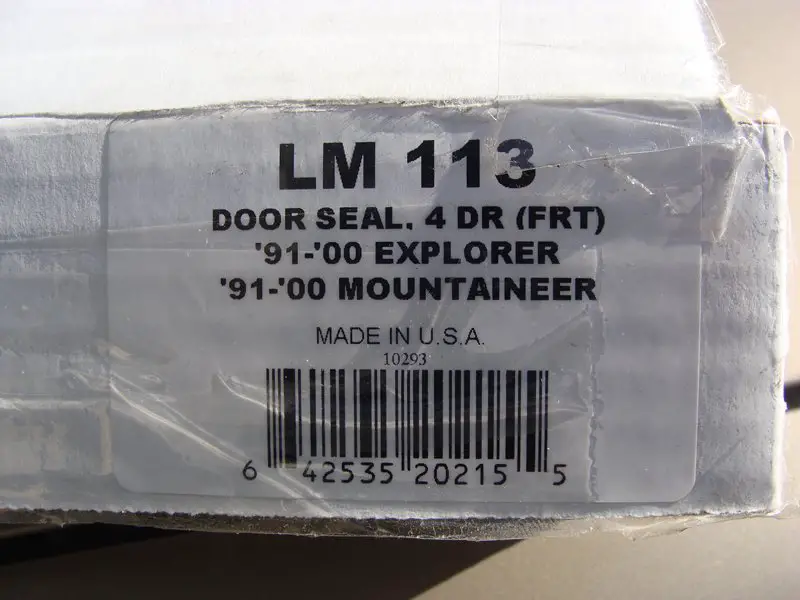 LM 113
DOOR SEAL, 4 DR (FRT)
'91-'00 EXPLORER
'91-'00 MOUNTAINEER
MADE IN U.S.A.
10293
6 42535 20215 5